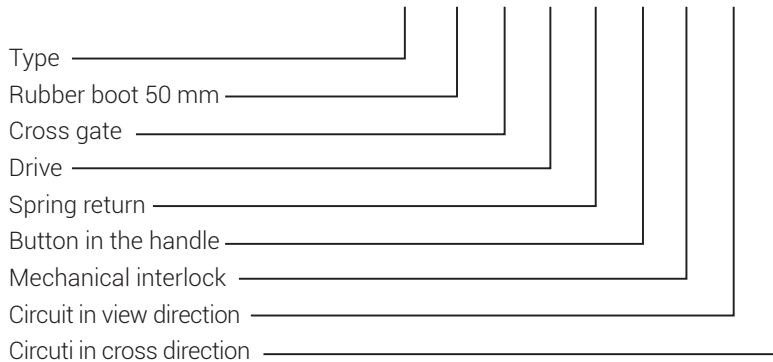 Type
Rubber boot 50 mm
Cross gate
Drive
Spring return
Button in the handle
Mechanical interlock
Circuit in view direction
Circuti in cross direction